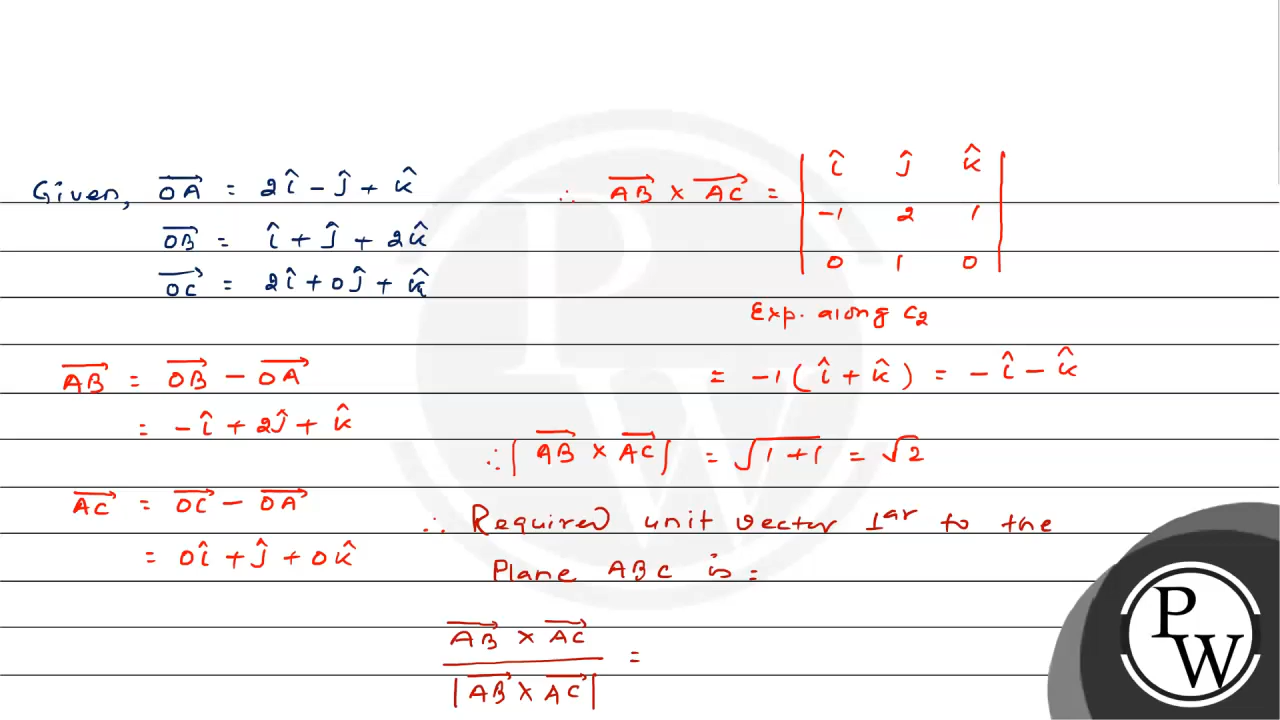 Given, OA⃗ = 2î - ĵ + k̂
OB⃗ = î + ĵ + 2k̂
OC⃗ = 2î + 0ĵ + k̂
AB⃗ = OB⃗ - OA⃗
= -î + 2ĵ + k̂
AC⃗ = OC⃗ - OA⃗
= 0î + ĵ + 0k̂
∴ AB⃗ × AC⃗ = | î ĵ k̂ |
| -1 2 1 |
| 0 1 0 |
Exp. along C₂
= -1(î + k̂) = -î - k̂
∴ |AB⃗ × AC⃗| = √1+1 = √2
∴ Required unit vector ⊥ᵃʳ to the
Plane ABC is =
AB⃗ × AC⃗ =
|AB⃗ × AC⃗|
PW